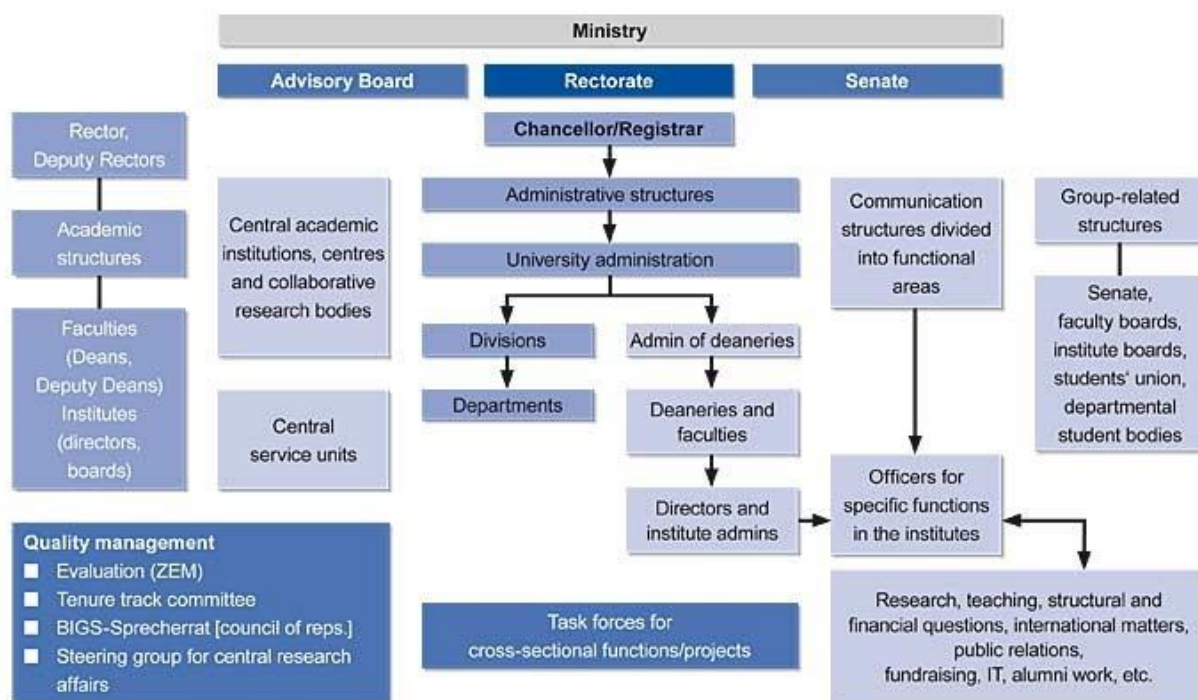 Ministry
Advisory Board
Rectorate
Senate
Chancellor/Registrar
Rector,
Deputy Rectors
Academic
structures
Faculties
(Deans,
Deputy Deans)
Institutes
(directors,
boards)
Central academic
institutions, centres
and collaborative
research bodies
Central
service units
Administrative structures
University administration
Divisions
Departments
Admin of deaneries
Deaneries and
faculties
Directors and
institute admins
Communication
structures divided
into functional
areas
Officers for
specific functions
in the institutes
Group-related
structures
Senate,
faculty boards,
institute boards,
students‘ union,
departmental
student bodies
Quality management
■ Evaluation (ZEM)
■ Tenure track committee
■ BIGS-Sprecherrat [council of reps.]
■ Steering group for central research
affairs
Task forces for
cross-sectional functions/projects
Research, teaching, structural and
financial questions, international matters,
public relations,
fundraising, IT, alumni work, etc.